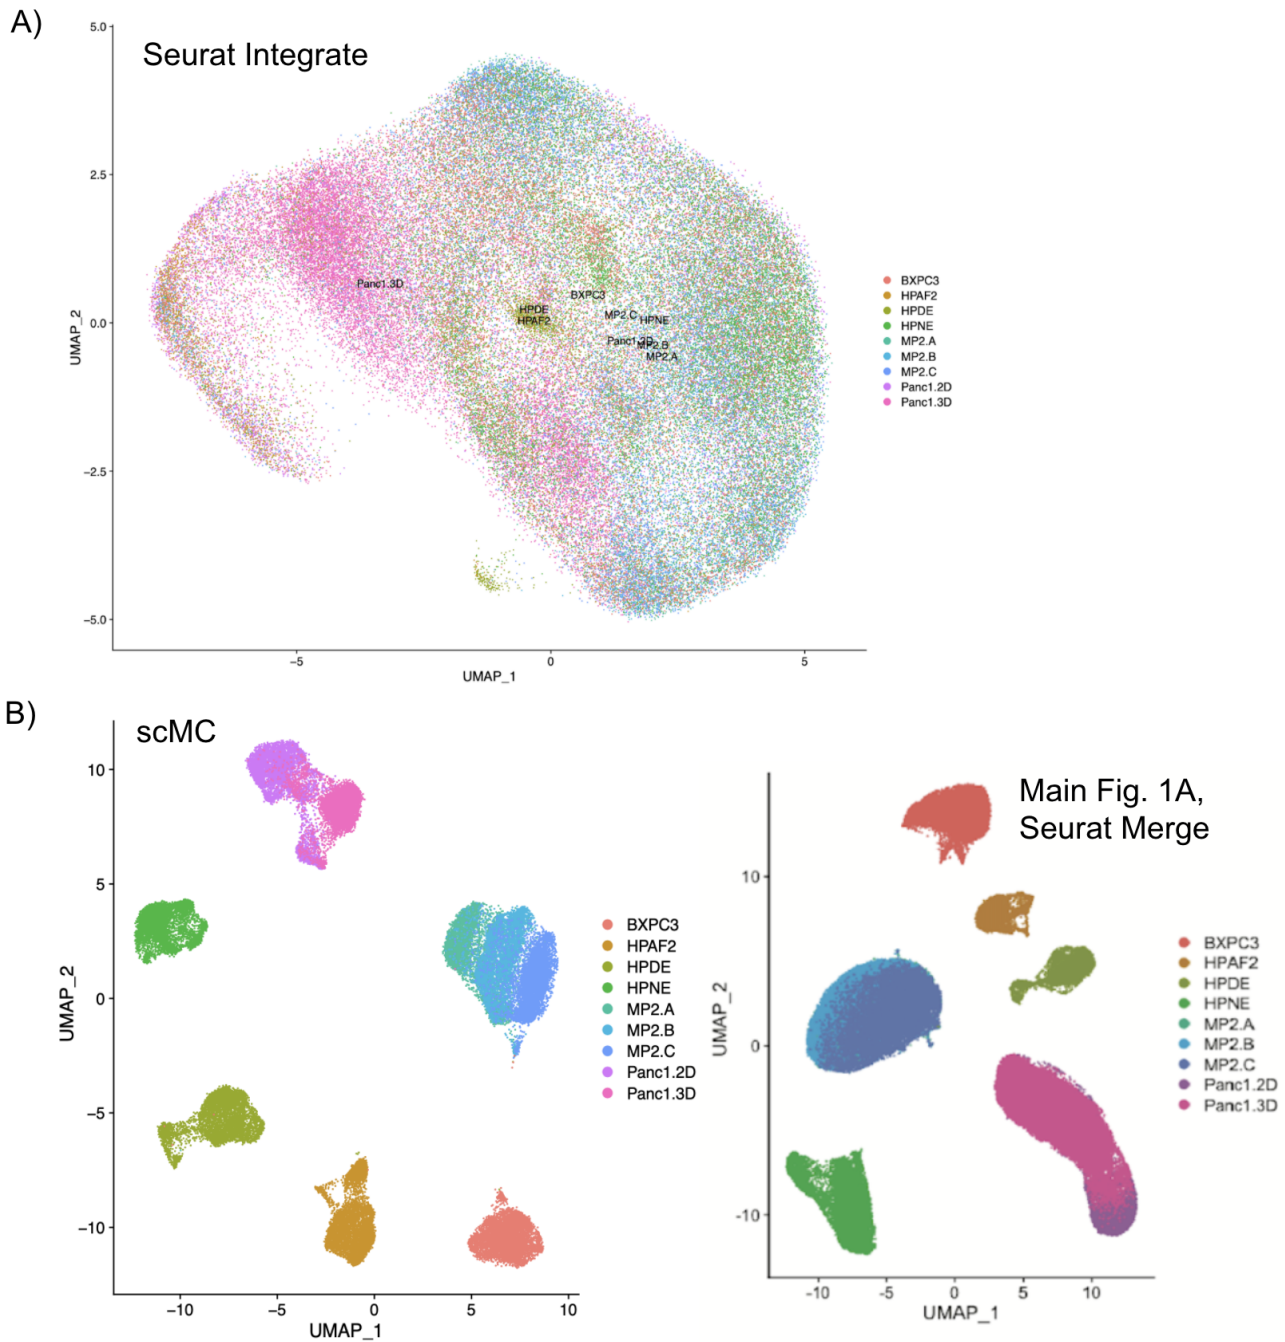 A)
Seurat Integrate
5.0
2.5
0.0
−2.5
−5.0
UMAP_2
−5
0
5
UMAP_1
Panc1.3D
HPDE
HPAF2
BXPC3
MP2.C
HPNE
Panc1.2D
MP2.B
MP2.A
BXPC3
HPAF2
HPDE
HPNE
MP2.A
MP2.B
MP2.C
Panc1.2D
Panc1.3D
B)
scMC
10
5
0
−5
−10
UMAP_2
−10
−5
0
5
10
UMAP_1
BXPC3
HPAF2
HPDE
HPNE
MP2.A
MP2.B
MP2.C
Panc1.2D
Panc1.3D
Main Fig. 1A,
Seurat Merge
10
0
-10
UMAP_2
-10
-5
0
5
10
UMAP_1
BXPC3
HPAF2
HPDE
HPNE
MP2.A
MP2.B
MP2.C
Panc1.2D
Panc1.3D